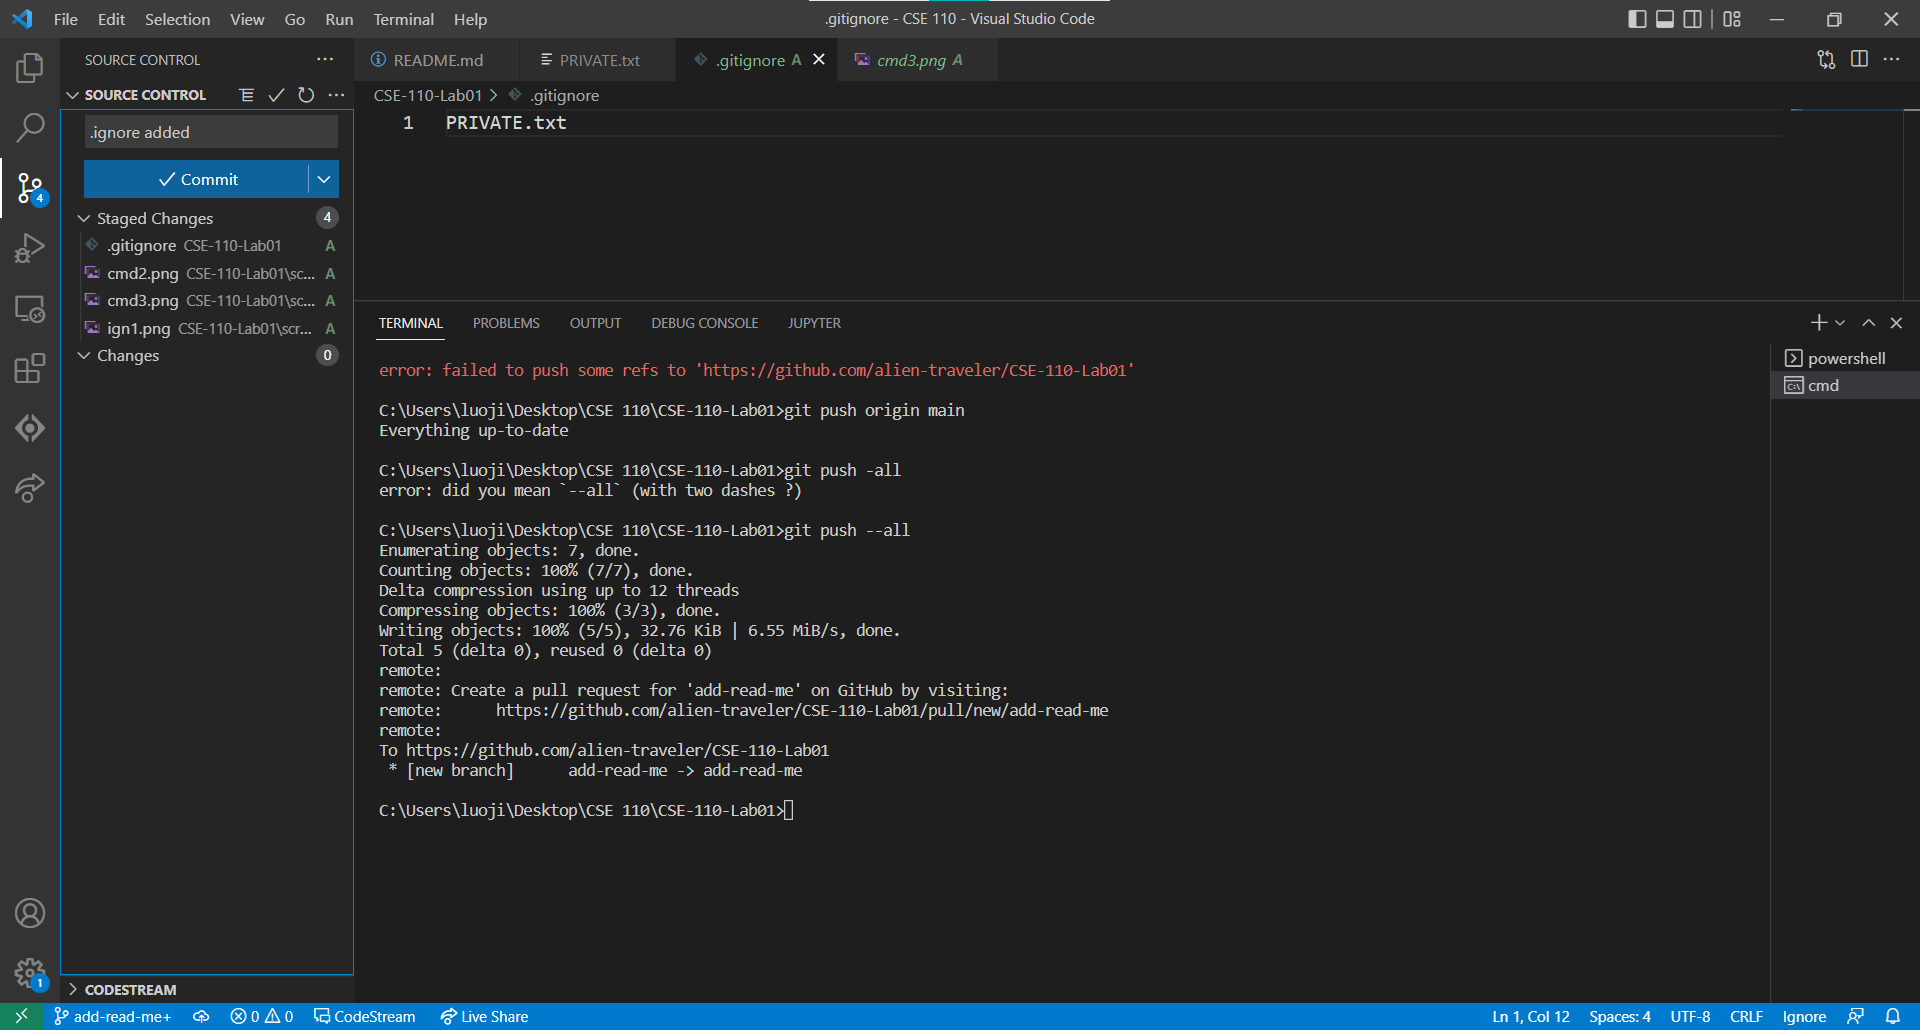 File Edit Selection View Go Run Terminal Help
.gitignore - CSE 110 - Visual Studio Code
SOURCE CONTROL
SOURCE CONTROL
.ignore added
Commit
Staged Changes 4
.gitignore CSE-110-Lab01 A
cmd2.png CSE-110-Lab01\sc... A
cmd3.png CSE-110-Lab01\sc... A
ign1.png CSE-110-Lab01\scr... A
Changes 0
4
1
CODESTREAM
README.md
PRIVATE.txt
.gitignore A
cmd3.png A
CSE-110-Lab01 > .gitignore
1 PRIVATE.txt
TERMINAL PROBLEMS OUTPUT DEBUG CONSOLE JUPYTER
error: failed to push some refs to 'https://github.com/alien-traveler/CSE-110-Lab01'
C:\Users\luoji\Desktop\CSE 110\CSE-110-Lab01>git push origin main
Everything up-to-date
C:\Users\luoji\Desktop\CSE 110\CSE-110-Lab01>git push -all
error: did you mean `--all` (with two dashes ?)
C:\Users\luoji\Desktop\CSE 110\CSE-110-Lab01>git push --all
Enumerating objects: 7, done.
Counting objects: 100% (7/7), done.
Delta compression using up to 12 threads
Compressing objects: 100% (3/3), done.
Writing objects: 100% (5/5), 32.76 KiB | 6.55 MiB/s, done.
Total 5 (delta 0), reused 0 (delta 0)
remote:
remote: Create a pull request for 'add-read-me' on GitHub by visiting:
remote:      https://github.com/alien-traveler/CSE-110-Lab01/pull/new/add-read-me
remote:
To https://github.com/alien-traveler/CSE-110-Lab01
 * [new branch]      add-read-me -> add-read-me
C:\Users\luoji\Desktop\CSE 110\CSE-110-Lab01>
powershell
cmd
add-read-me+ 0 0 CodeStream Live Share
Ln 1, Col 12 Spaces: 4 UTF-8 CRLF Ignore